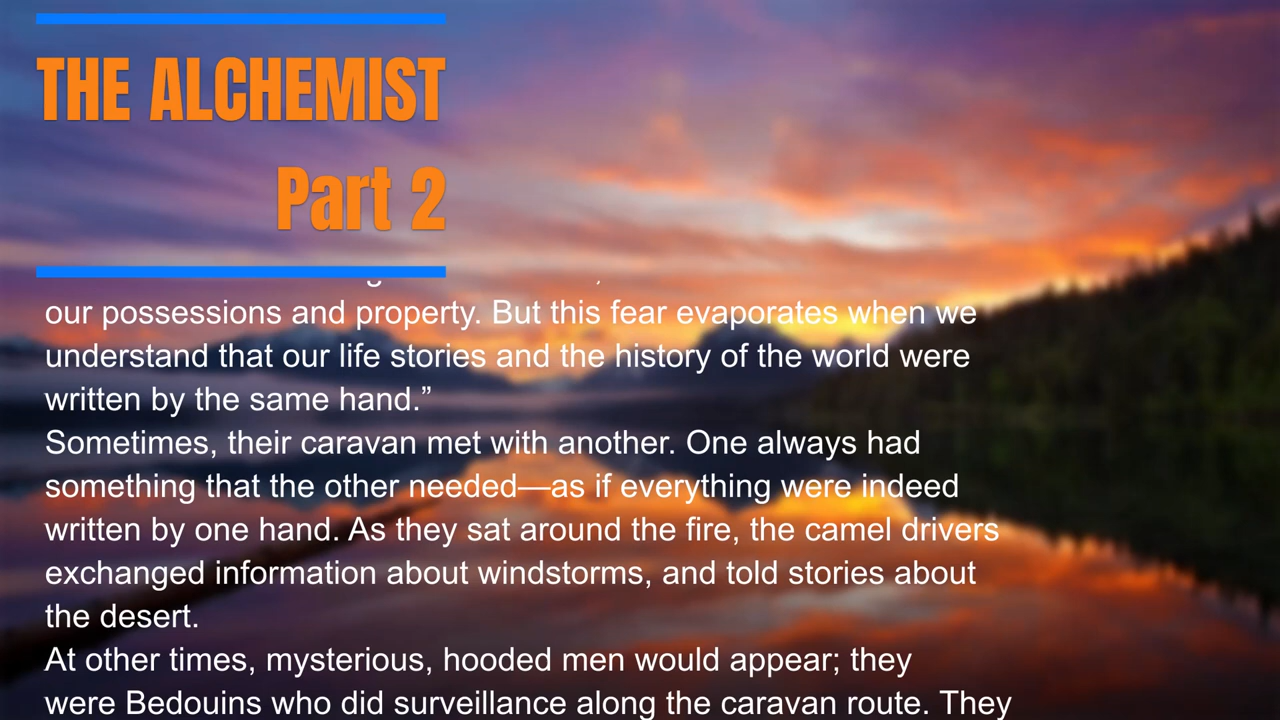 THE ALCHEMIST
Part 2
our possessions and property. But this fear evaporates when we
understand that our life stories and the history of the world were
written by the same hand.”
Sometimes, their caravan met with another. One always had
something that the other needed—as if everything were indeed
written by one hand. As they sat around the fire, the camel drivers
exchanged information about windstorms, and told stories about
the desert.
At other times, mysterious, hooded men would appear; they
were Bedouins who did surveillance along the caravan route. They